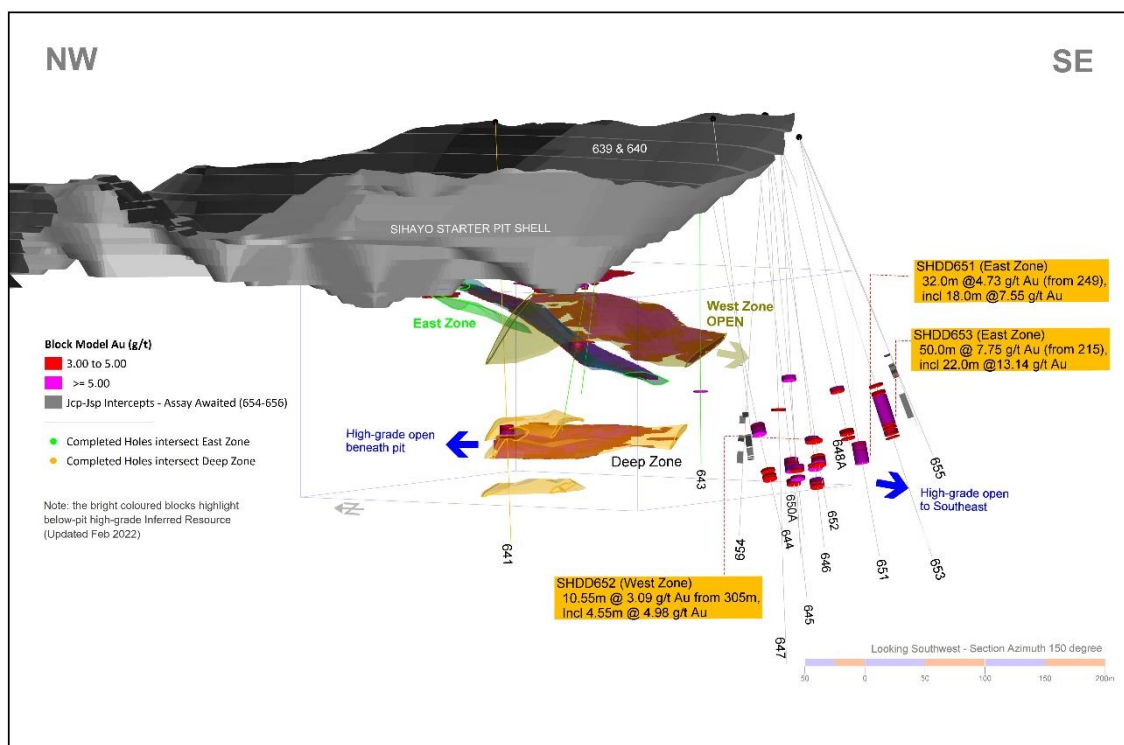 NW
SE
639 & 640
SIHAYO STARTER PIT SHELL
SHDD651 (East Zone)
32.0m @4.73 g/t Au (from 249),
incl 18.0m @7.55 g/t Au
East Zone
West Zone
OPEN
SHDD653 (East Zone)
50.0m @ 7.75 g/t Au (from 215),
incl 22.0m @13.14 g/t Au
Block Model Au (g/t)
3.00 to 5.00
>= 5.00
Jcp-Jsp Intercepts - Assay Awaited (654-656)
Completed Holes intersect East Zone
Completed Holes intersect Deep Zone
High-grade open
beneath pit
Deep Zone
Note: the bright coloured blocks highlight
below-pit high-grade Inferred Resource
(Updated Feb 2022)
N
643
648A
655
High-grade open
to Southeast
650A
652
641
654
644
646
651
653
SHDD652 (West Zone)
10.55m @ 3.09 g/t Au from 305m,
Incl 4.55m @ 4.98 g/t Au
645
647
Looking Southwest - Section Azimuth 150 degree
50
0
50
100
150
200m